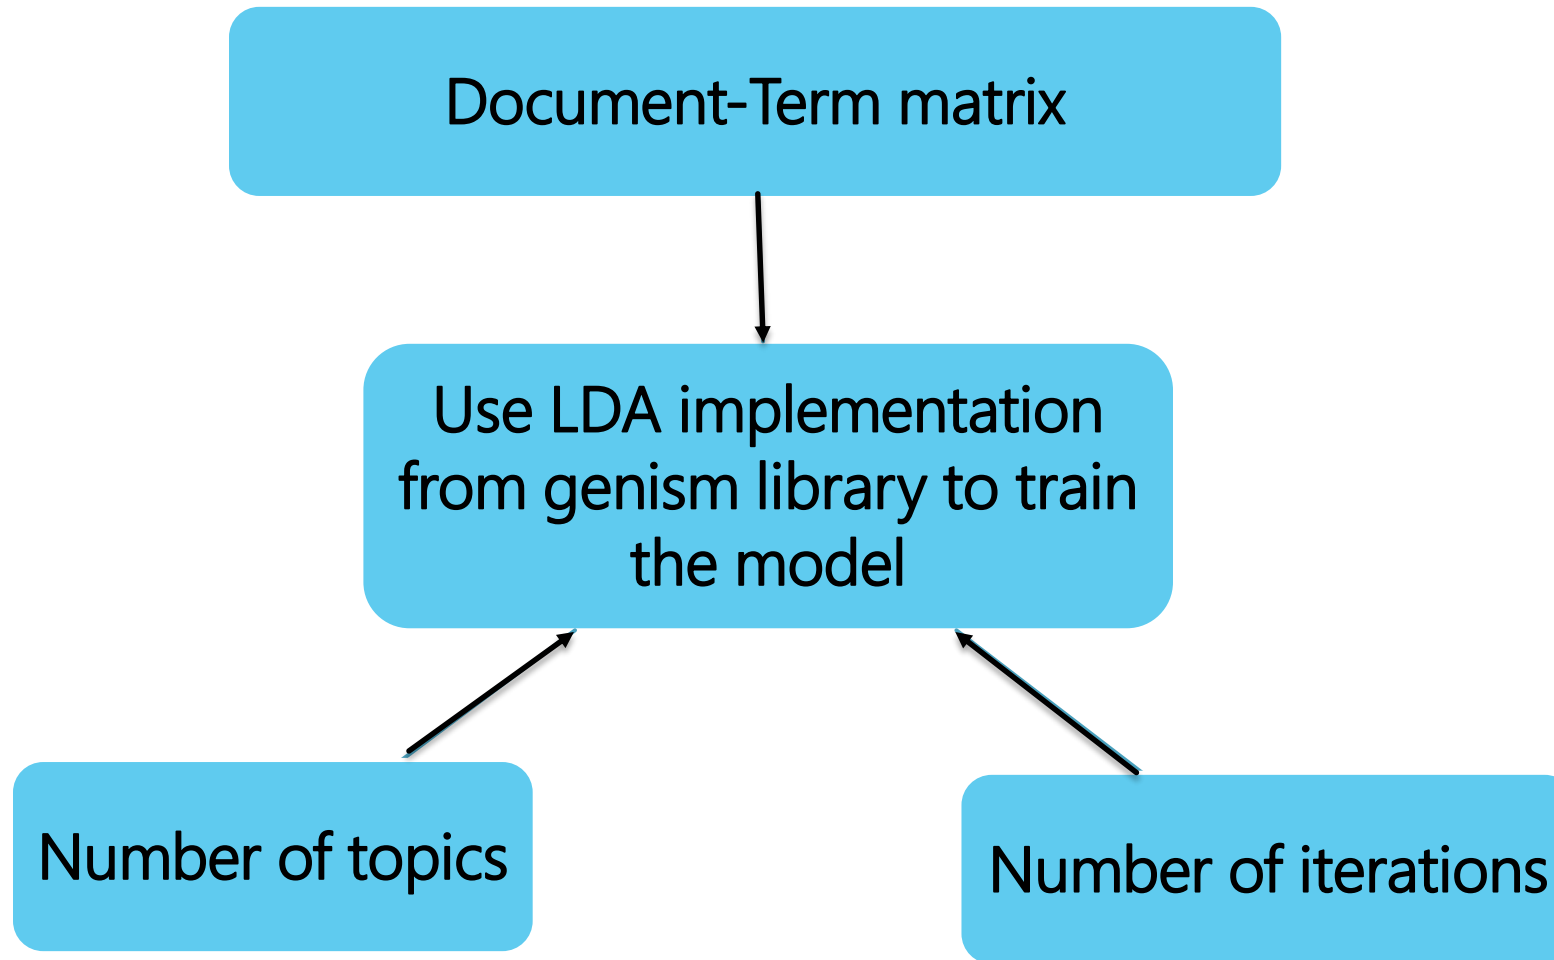 Document-Term matrix
Use LDA implementation
from genism library to train
the model
Number of topics
Number of iterations